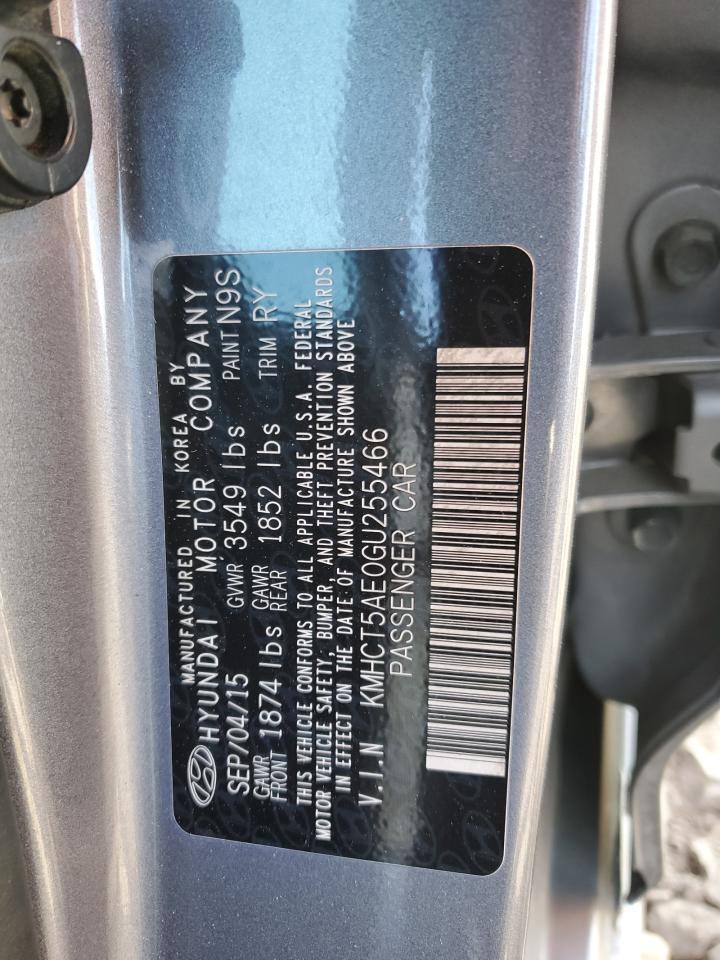 MANUFACTURED IN KOREA BY
HYUNDAI MOTOR COMPANY
SEP/04/15 GVWR 3549 lbs PAINT N9S
GAWR FRONT 1874 lbs GAWR REAR 1852 lbs TRIM RY
THIS VEHICLE CONFORMS TO ALL APPLICABLE U.S.A. FEDERAL
MOTOR VEHICLE SAFETY, BUMPER, AND THEFT PREVENTION STANDARDS
IN EFFECT ON THE DATE OF MANUFACTURE SHOWN ABOVE
V.I.N KMHCT5AE0GU255466
PASSENGER CAR